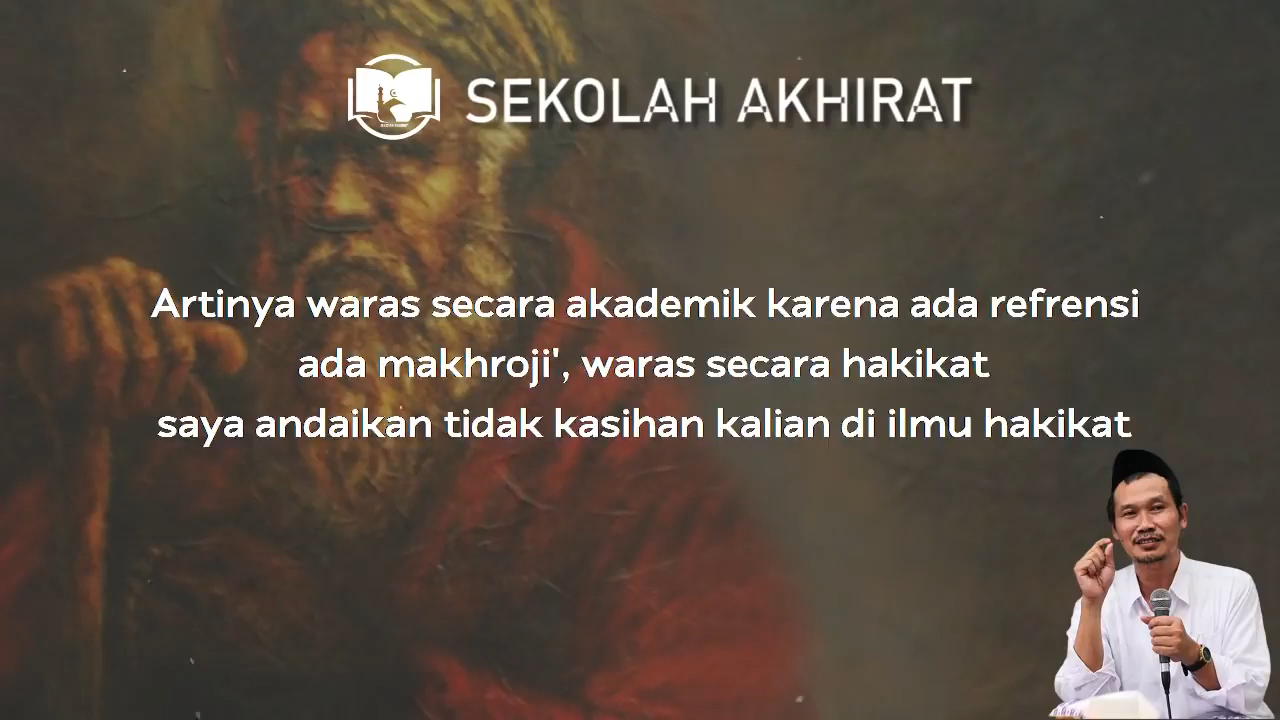 SEKOLAH AKHIRAT
Artinya waras secara akademik karena ada refrensi
ada makhroji', waras secara hakikat
saya andaikan tidak kasihan kalian di ilmu hakikat